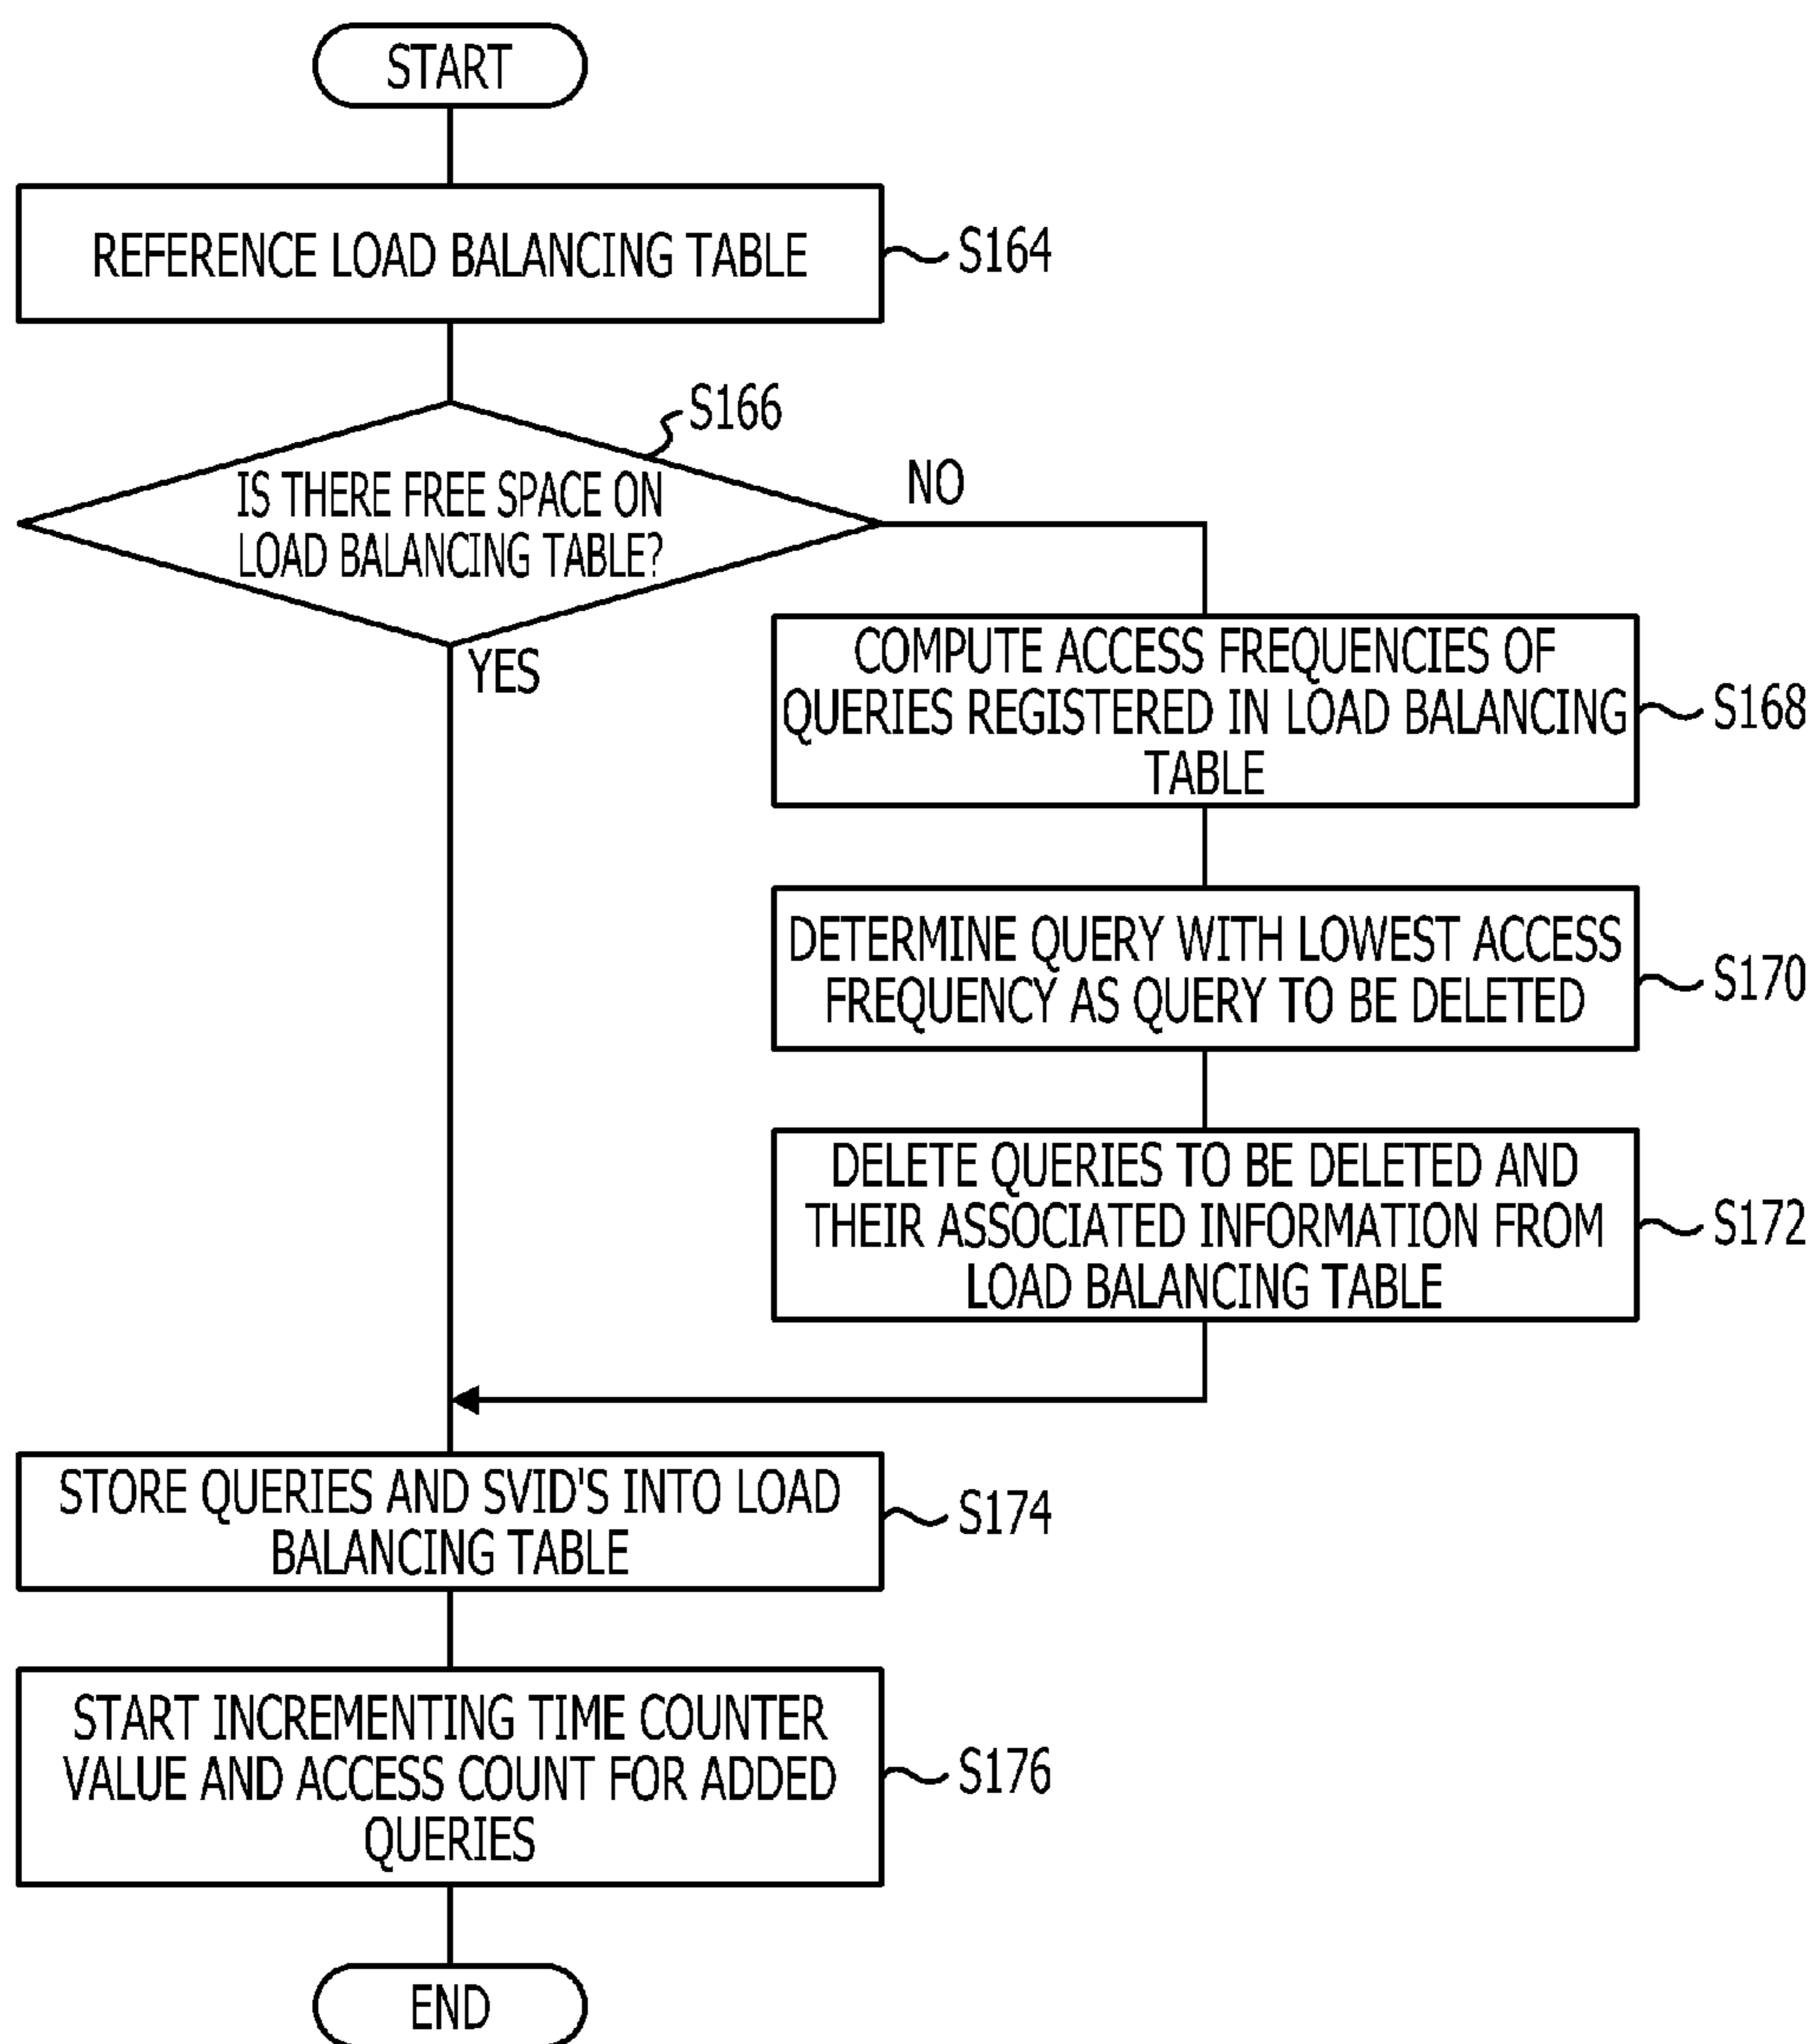 START
REFERENCE LOAD BALANCING TABLE
S164
S166
IS THERE FREE SPACE ON
LOAD BALANCING TABLE?
NO
YES
COMPUTE ACCESS FREQUENCIES OF
QUERIES REGISTERED IN LOAD BALANCING
TABLE
S168
DETERMINE QUERY WITH LOWEST ACCESS
FREQUENCY AS QUERY TO BE DELETED
S170
DELETE QUERIES TO BE DELETED AND
THEIR ASSOCIATED INFORMATION FROM
LOAD BALANCING TABLE
S172
STORE QUERIES AND SVID'S INTO LOAD
BALANCING TABLE
S174
START INCREMENTING TIME COUNTER
VALUE AND ACCESS COUNT FOR ADDED
QUERIES
S176
END